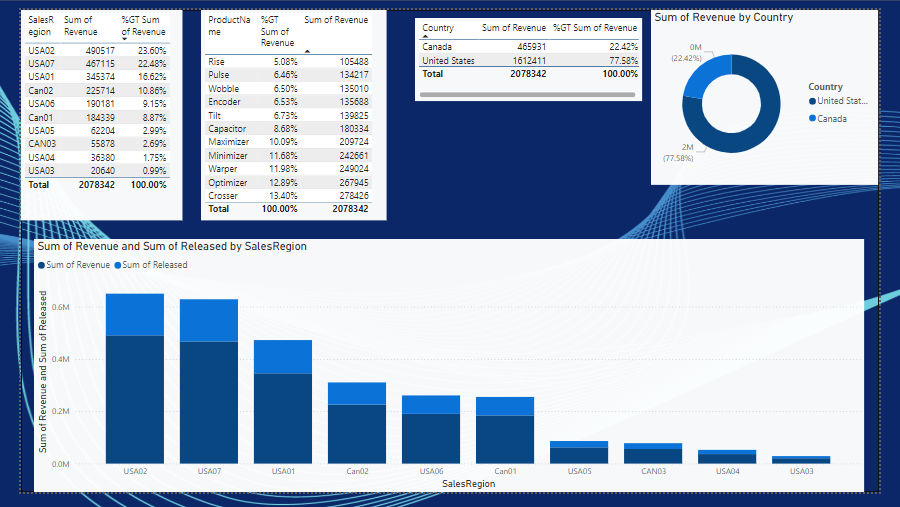 SalesR egion Sum of Revenue %GT Sum of Revenue
USA02 490517 23.60%
USA07 467115 22.48%
USA01 345374 16.62%
Can02 225714 10.86%
USA06 190181 9.15%
Can01 184339 8.87%
USA05 62204 2.99%
CAN03 55878 2.69%
USA04 36380 1.75%
USA03 20640 0.99%
Total 2078342 100.00%
ProductNa me %GT Sum of Revenue Sum of Revenue
Rise 5.08% 105488
Pulse 6.46% 134217
Wobble 6.50% 135010
Encoder 6.53% 135688
Tilt 6.73% 139825
Capacitor 8.68% 180334
Maximizer 10.09% 209724
Minimizer 11.68% 242661
Warper 11.98% 249024
Optimizer 12.89% 267945
Crosser 13.40% 278426
Total 100.00% 2078342
Country Sum of Revenue %GT Sum of Revenue
Canada 465931 22.42%
United States 1612411 77.58%
Total 2078342 100.00%
Sum of Revenue by Country
0M
(22.42%)
2M
(77.58%)
Country
United Stat...
Canada
Sum of Revenue and Sum of Released by SalesRegion
Sum of Revenue Sum of Released
Sum of Revenue and Sum of Released
0.6M
0.4M
0.2M
0.0M
USA02 USA07 USA01 Can02 USA06 Can01 USA05 CAN03 USA04 USA03
SalesRegion